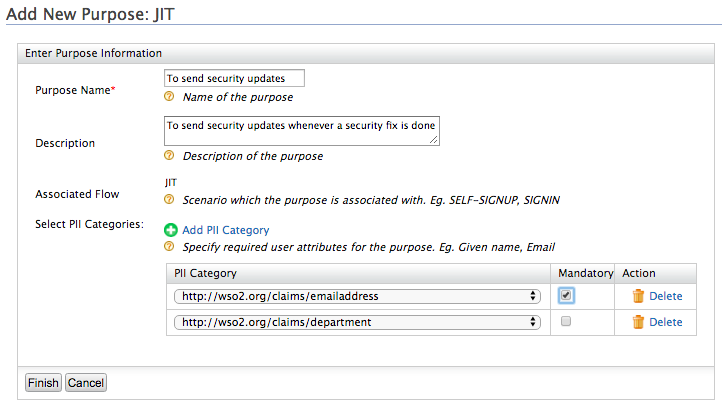 Add New Purpose: JIT
Enter Purpose Information
Purpose Name*
To send security updates
? Name of the purpose
Description
To send security updates whenever a security fix is done
? Description of the purpose
Associated Flow
JIT
? Scenario which the purpose is associated with. Eg. SELF-SIGNUP, SIGNIN
Select PII Categories:
Add PII Category
? Specify required user attributes for the purpose. Eg. Given name, Email
PII Category Mandatory Action
http://wso2.org/claims/emailaddress Delete
http://wso2.org/claims/department Delete
Finish Cancel